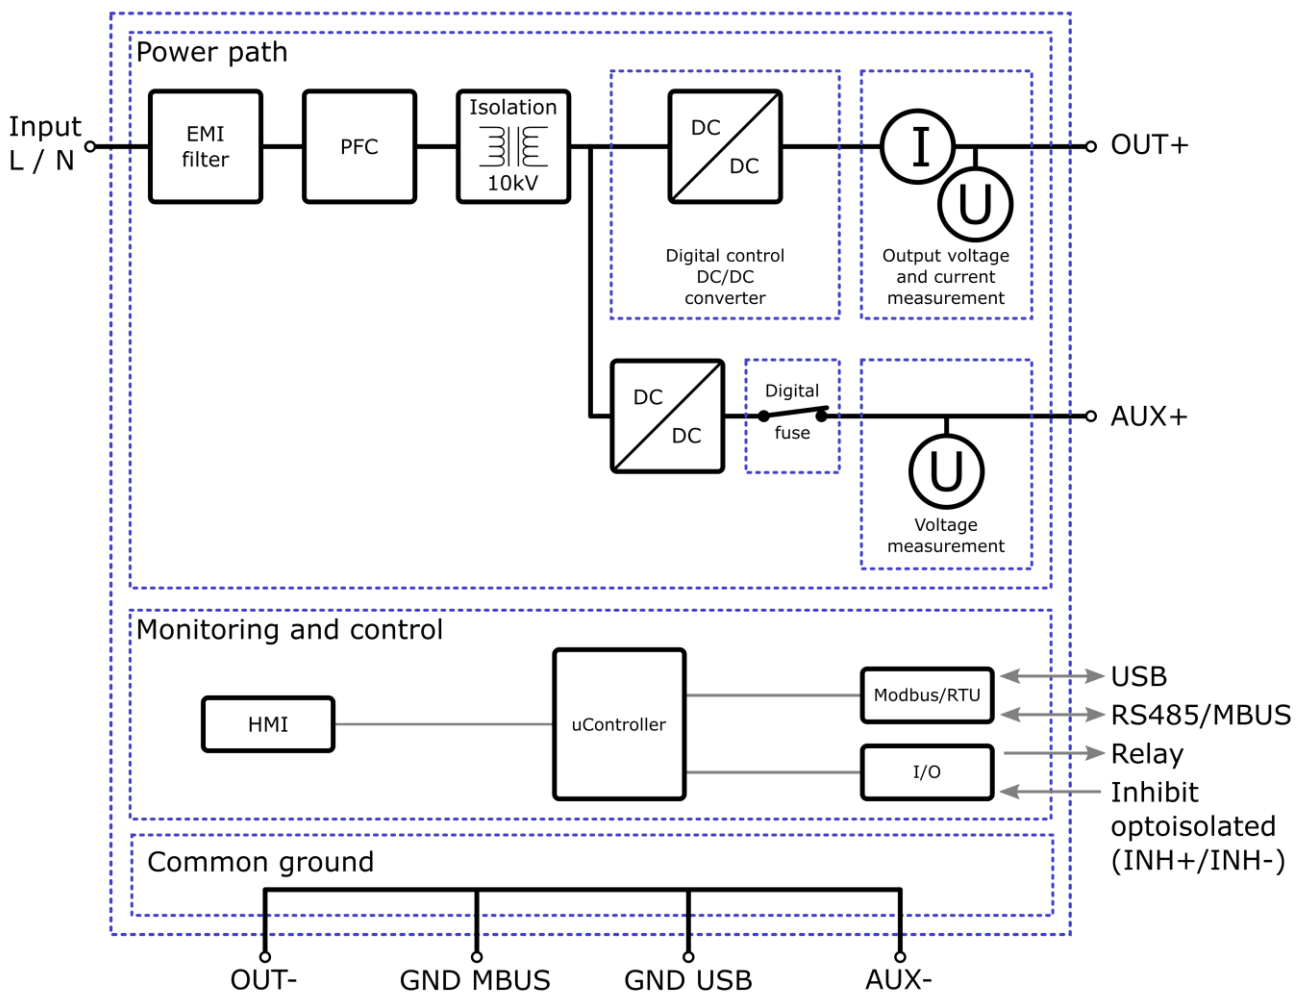 Power path
Input
L / N
EMI
filter
PFC
Isolation
10kV
DC
DC
Digital control
DC/DC
converter
I
U
Output voltage
and current
measurement
OUT+
DC
DC
Digital
fuse
U
Voltage
measurement
AUX+
Monitoring and control
HMI
uController
Modbus/RTU
I/O
USB
RS485/MBUS
Relay
Inhibit
optoisolated
(INH+/INH-)
Common ground
OUT-
GND MBUS
GND USB
AUX-